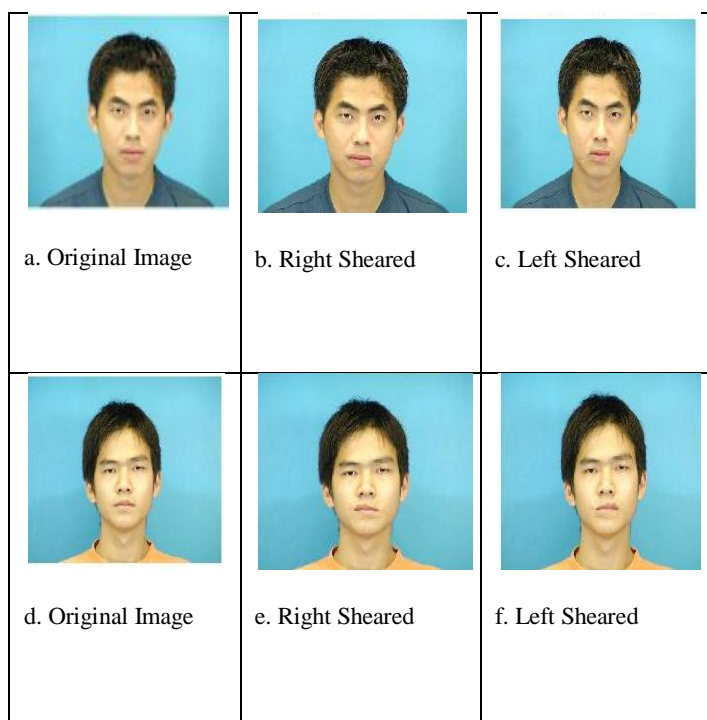 a. Original Image
b. Right Sheared
c. Left Sheared
d. Original Image
e. Right Sheared
f. Left Sheared